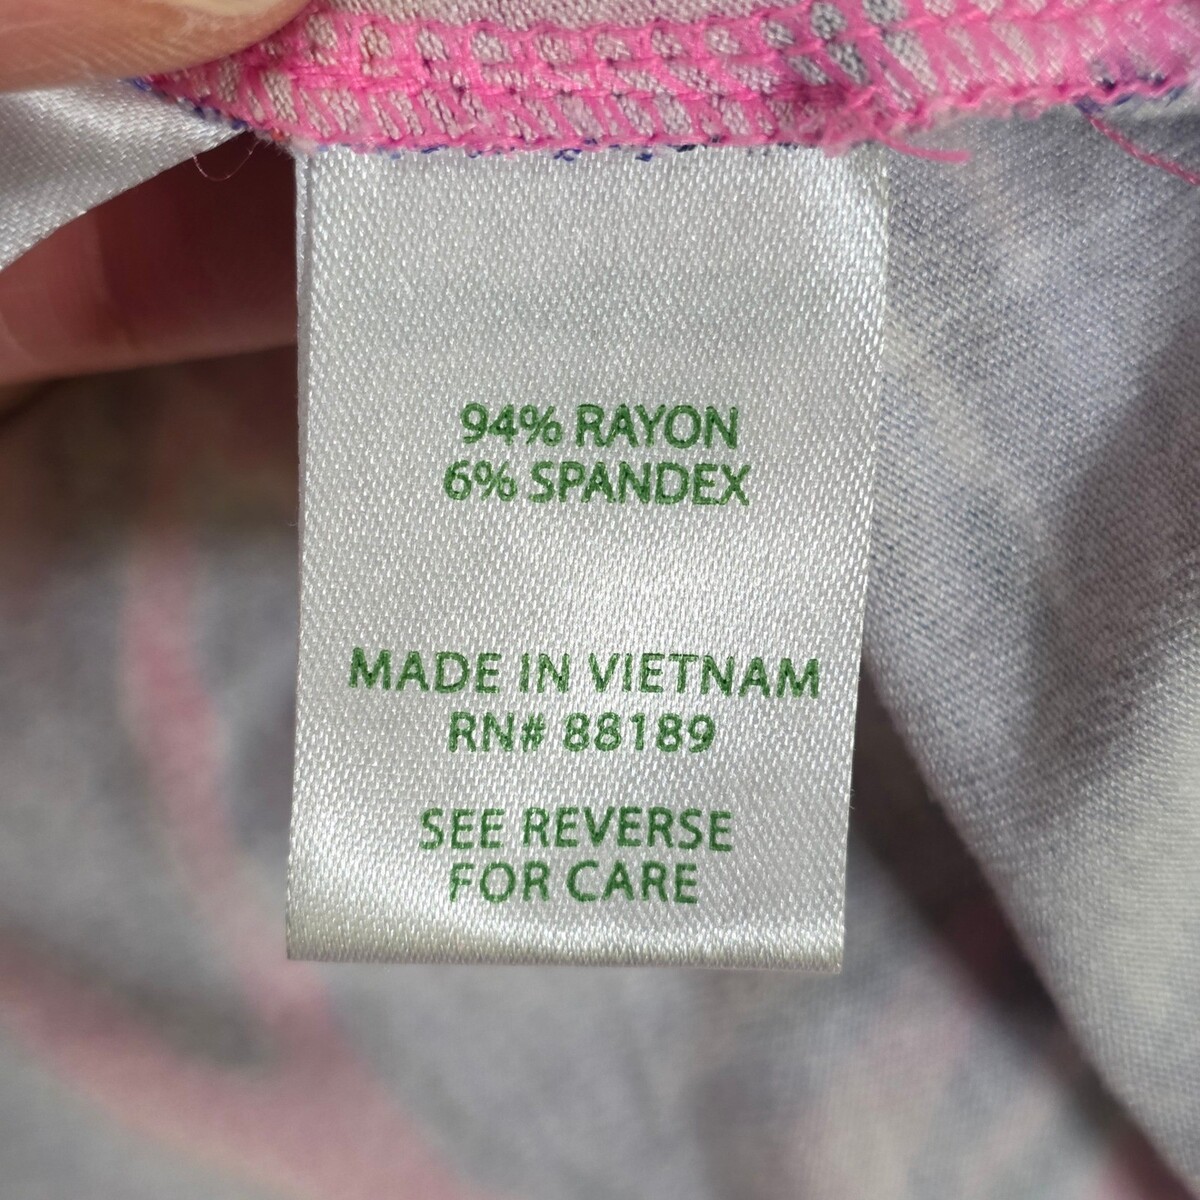 94% RAYON
6% SPANDEX
MADE IN VIETNAM
RN# 88189
SEE REVERSE
FOR CARE